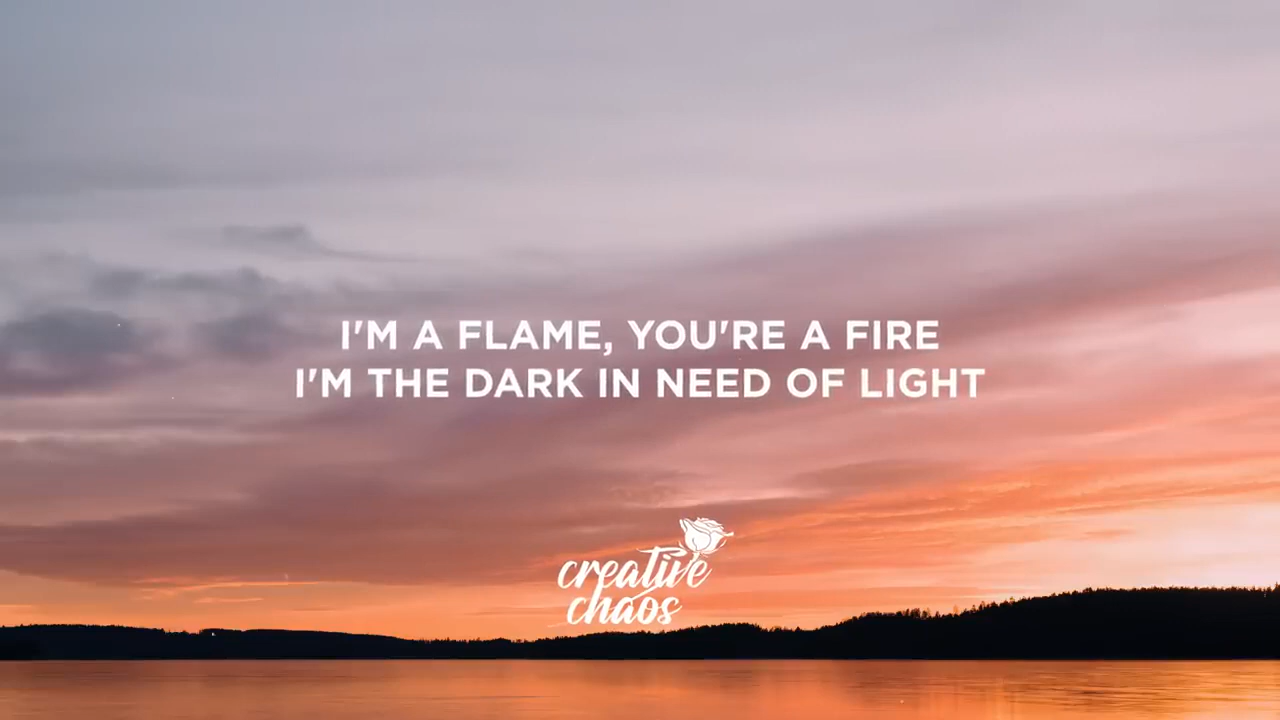 I'M A FLAME, YOU'RE A FIRE
I'M THE DARK IN NEED OF LIGHT
creative
chaos